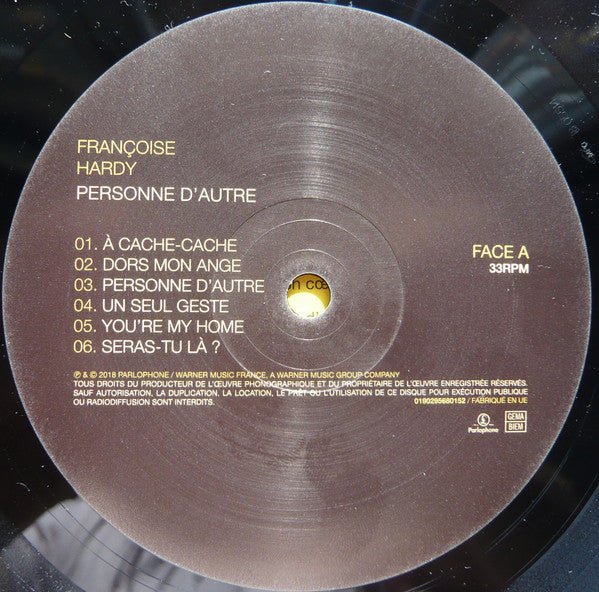 FRANÇOISE
HARDY
PERSONNE D'AUTRE
01. À CACHE-CACHE
02. DORS MON ANGE
03. PERSONNE D'AUTRE
04. UN SEUL GESTE
05. YOU'RE MY HOME
06. SERAS-TU LÀ ?
FACE A
33RPM
n cœ
℗ & © 2018 PARLOPHONE / WARNER MUSIC FRANCE, A WARNER MUSIC GROUP COMPANY
TOUS DROITS DU PRODUCTEUR DE L'ŒUVRE PHONOGRAPHIQUE ET DU PROPRIÉTAIRE DE L'ŒUVRE ENREGISTRÉE RÉSERVÉS.
SAUF AUTORISATION, LA DUPLICATION, LA LOCATION, LE PRÊT OU L'UTILISATION DE CE DISQUE POUR EXÉCUTION PUBLIQUE
OU RADIODIFFUSION SONT INTERDITS.
0190295680152 / FABRIQUÉ EN UE
Parlophone
GEMA
BIEM